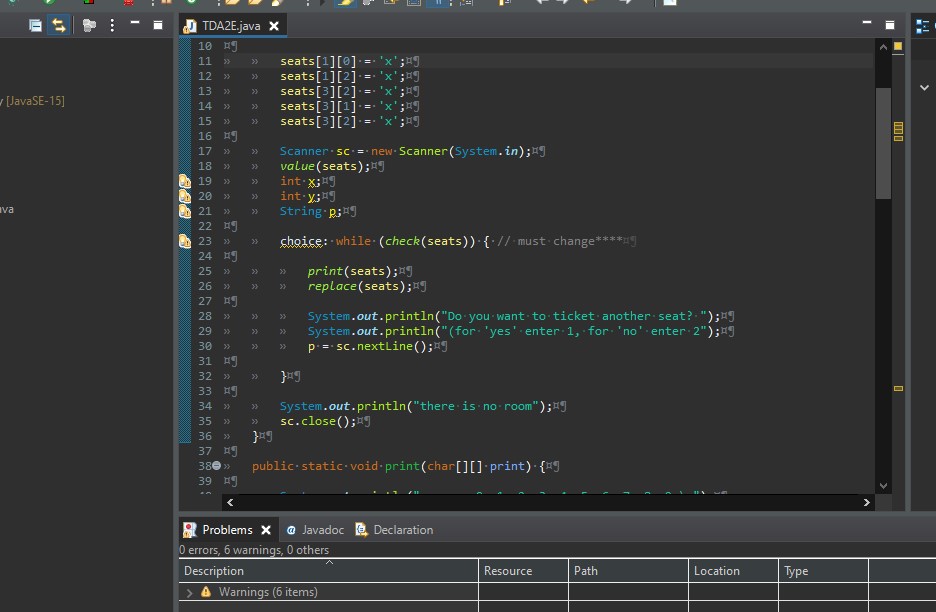 TDA2E.java
y [JavaSE-15]
ava
10
11 seats[1][0] = 'x';
12 seats[1][2] = 'x';
13 seats[3][2] = 'x';
14 seats[3][1] = 'x';
15 seats[3][2] = 'x';
16
17 Scanner sc = new Scanner(System.in);
18 value(seats);
19 int x;
20 int y;
21 String p;
22
23 choice: while (check(seats)) { // must change****
24
25 print(seats);
26 replace(seats);
27
28 System.out.println("Do you want to ticket another seat? ");
29 System.out.println("(for 'yes' enter 1, for 'no' enter 2");
30 p = sc.nextLine();
31
32 }
33
34 System.out.println("there is no room");
35 sc.close();
36 }
37
38 public static void print(char[][] print) {
39
Problems
@ Javadoc
Declaration
0 errors, 6 warnings, 0 others
Description Resource Path Location Type
Warnings (6 items)